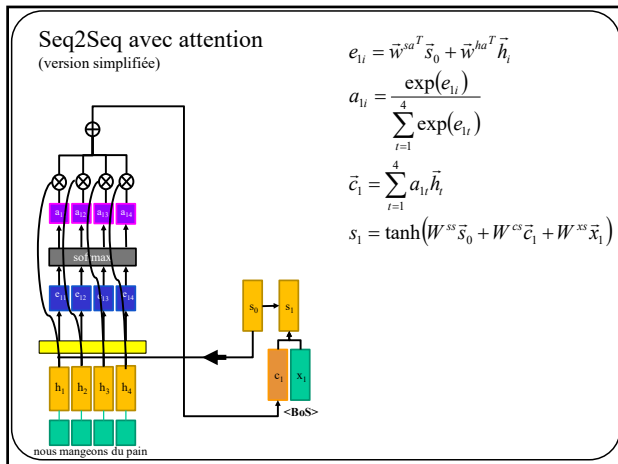 Seq2Seq avec attention
(version simplifiée)
e_{1i} = \vec{w}^{sa^T} \vec{s}_0 + \vec{w}^{ha^T} \vec{h}_i
a_{1i} = \frac{\exp(e_{1i})}{\sum_{t=1}^{4} \exp(e_{1t})}
\vec{c}_1 = \sum_{t=1}^{4} a_{1t} \vec{h}_t
s_1 = \tanh(W^{ss} \vec{s}_0 + W^{cs} \vec{c}_1 + W^{xs} \vec{x}_1)
a₁ a₁₂ a₁₃ a₁₄
softmax
e₁₁ e₁₂ e₁₃ e₁₄
s₀ s₁
h₁ h₂ h₃ h₄
c₁ x₁
<BoS>
nous mangeons du pain